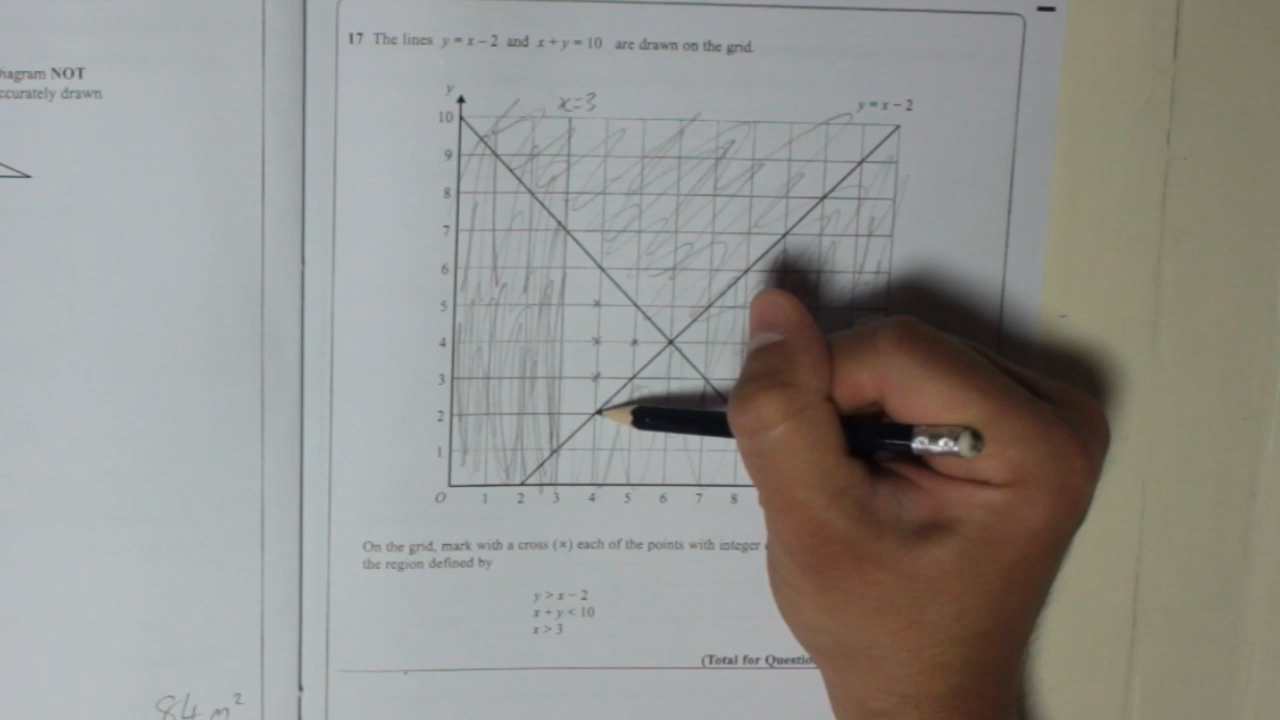 iagram NOT
ccurately drawn
17 The lines y = x - 2 and x + y = 10 are drawn on the grid.
y
x=3
y = x - 2
10
9
8
7
6
5
4
3
2
1
O 1 2 3 4 5 6 7 8
On the grid, mark with a cross (×) each of the points with integer
the region defined by
y > x - 2
x + y < 10
x > 3
(Total for Questio
84 m²